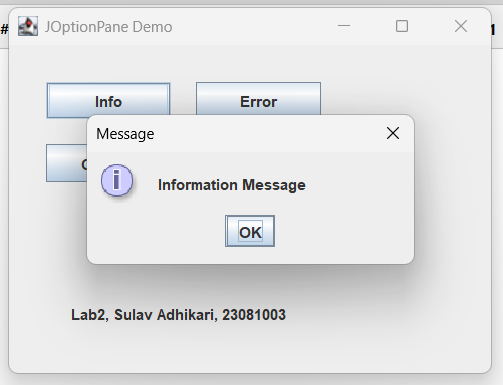 JOptionPane Demo
Info
Error
Message
i
Information Message
OK
Lab2, Sulav Adhikari, 23081003